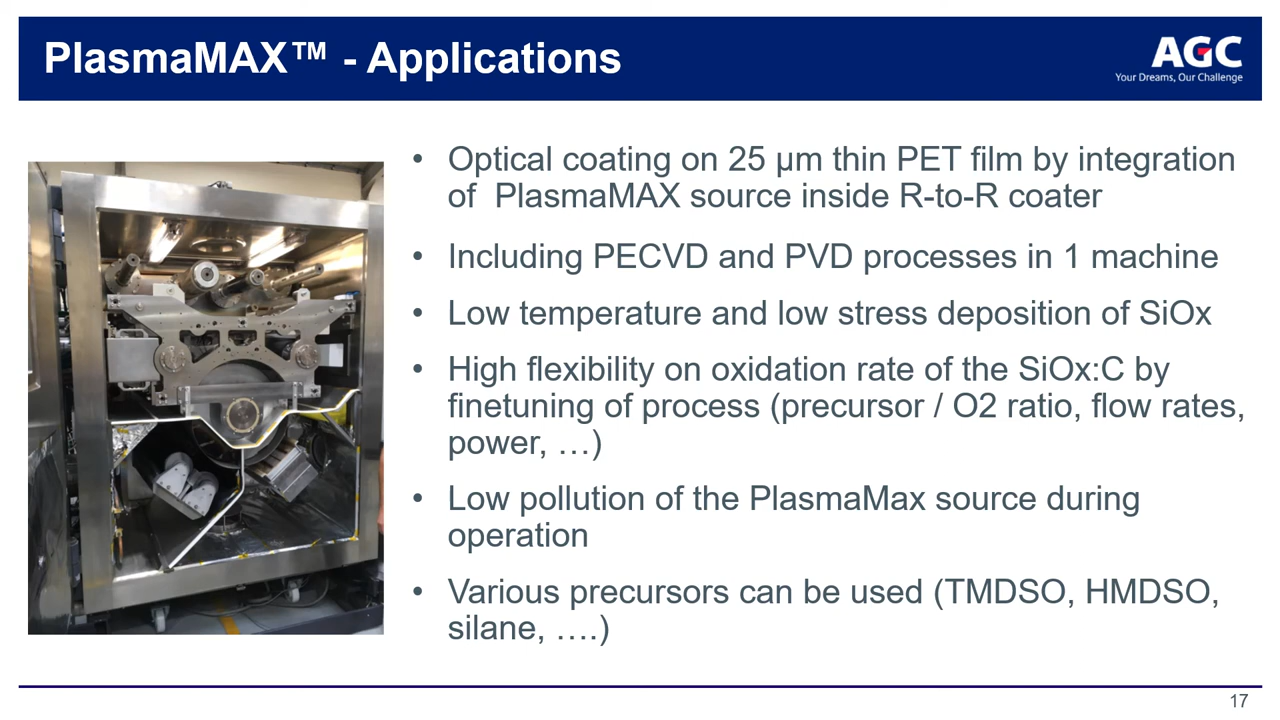 PlasmaMAX™ - Applications
AGC
Your Dreams, Our Challenge
• Optical coating on 25 µm thin PET film by integration
of  PlasmaMAX source inside R-to-R coater
• Including PECVD and PVD processes in 1 machine
• Low temperature and low stress deposition of SiOx
• High flexibility on oxidation rate of the SiOx:C by
finetuning of process (precursor / O2 ratio, flow rates,
power, …)
• Low pollution of the PlasmaMax source during
operation
• Various precursors can be used (TMDSO, HMDSO,
silane, ….)
17